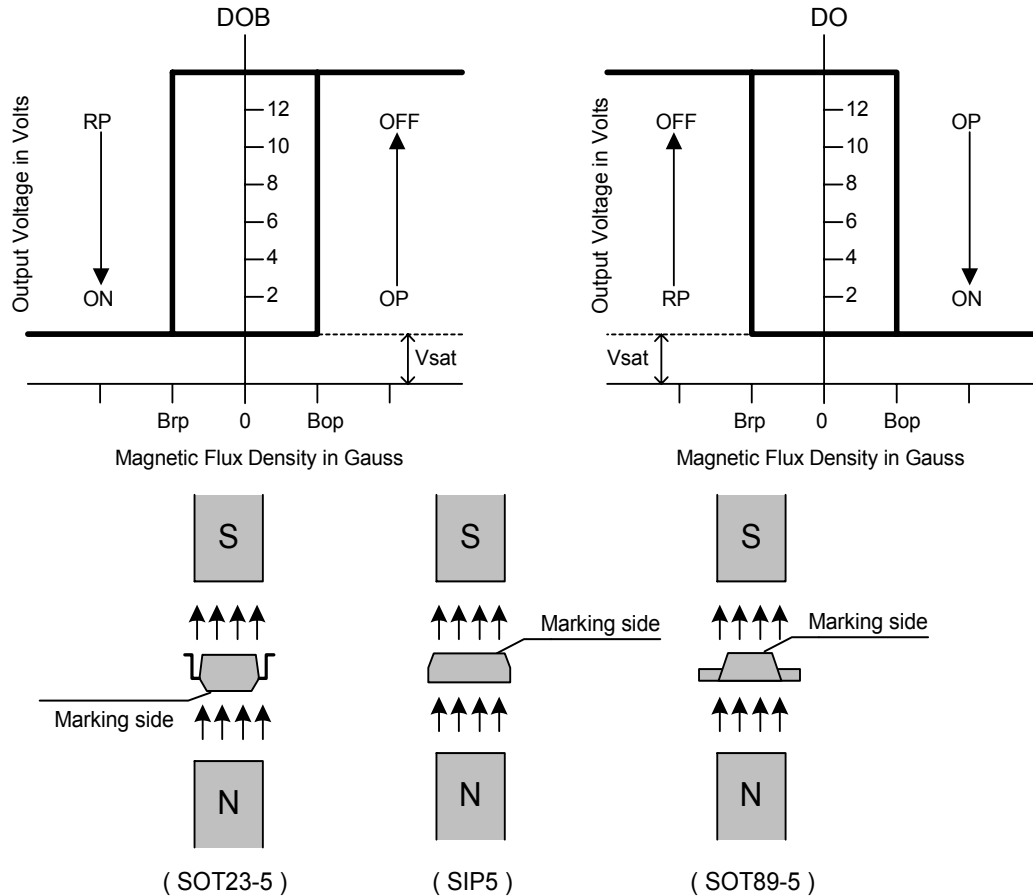 DOB
Output Voltage in Volts
12
10
8
6
4
2
RP
ON
OFF
OP
Vsat
Brp 0 Bop
Magnetic Flux Density in Gauss
DO
Output Voltage in Volts
12
10
8
6
4
2
OFF
RP
OP
ON
Vsat
Brp 0 Bop
Magnetic Flux Density in Gauss
S
Marking side
N
( SOT23-5 )
S
Marking side
N
( SIP5 )
S
Marking side
N
( SOT89-5 )